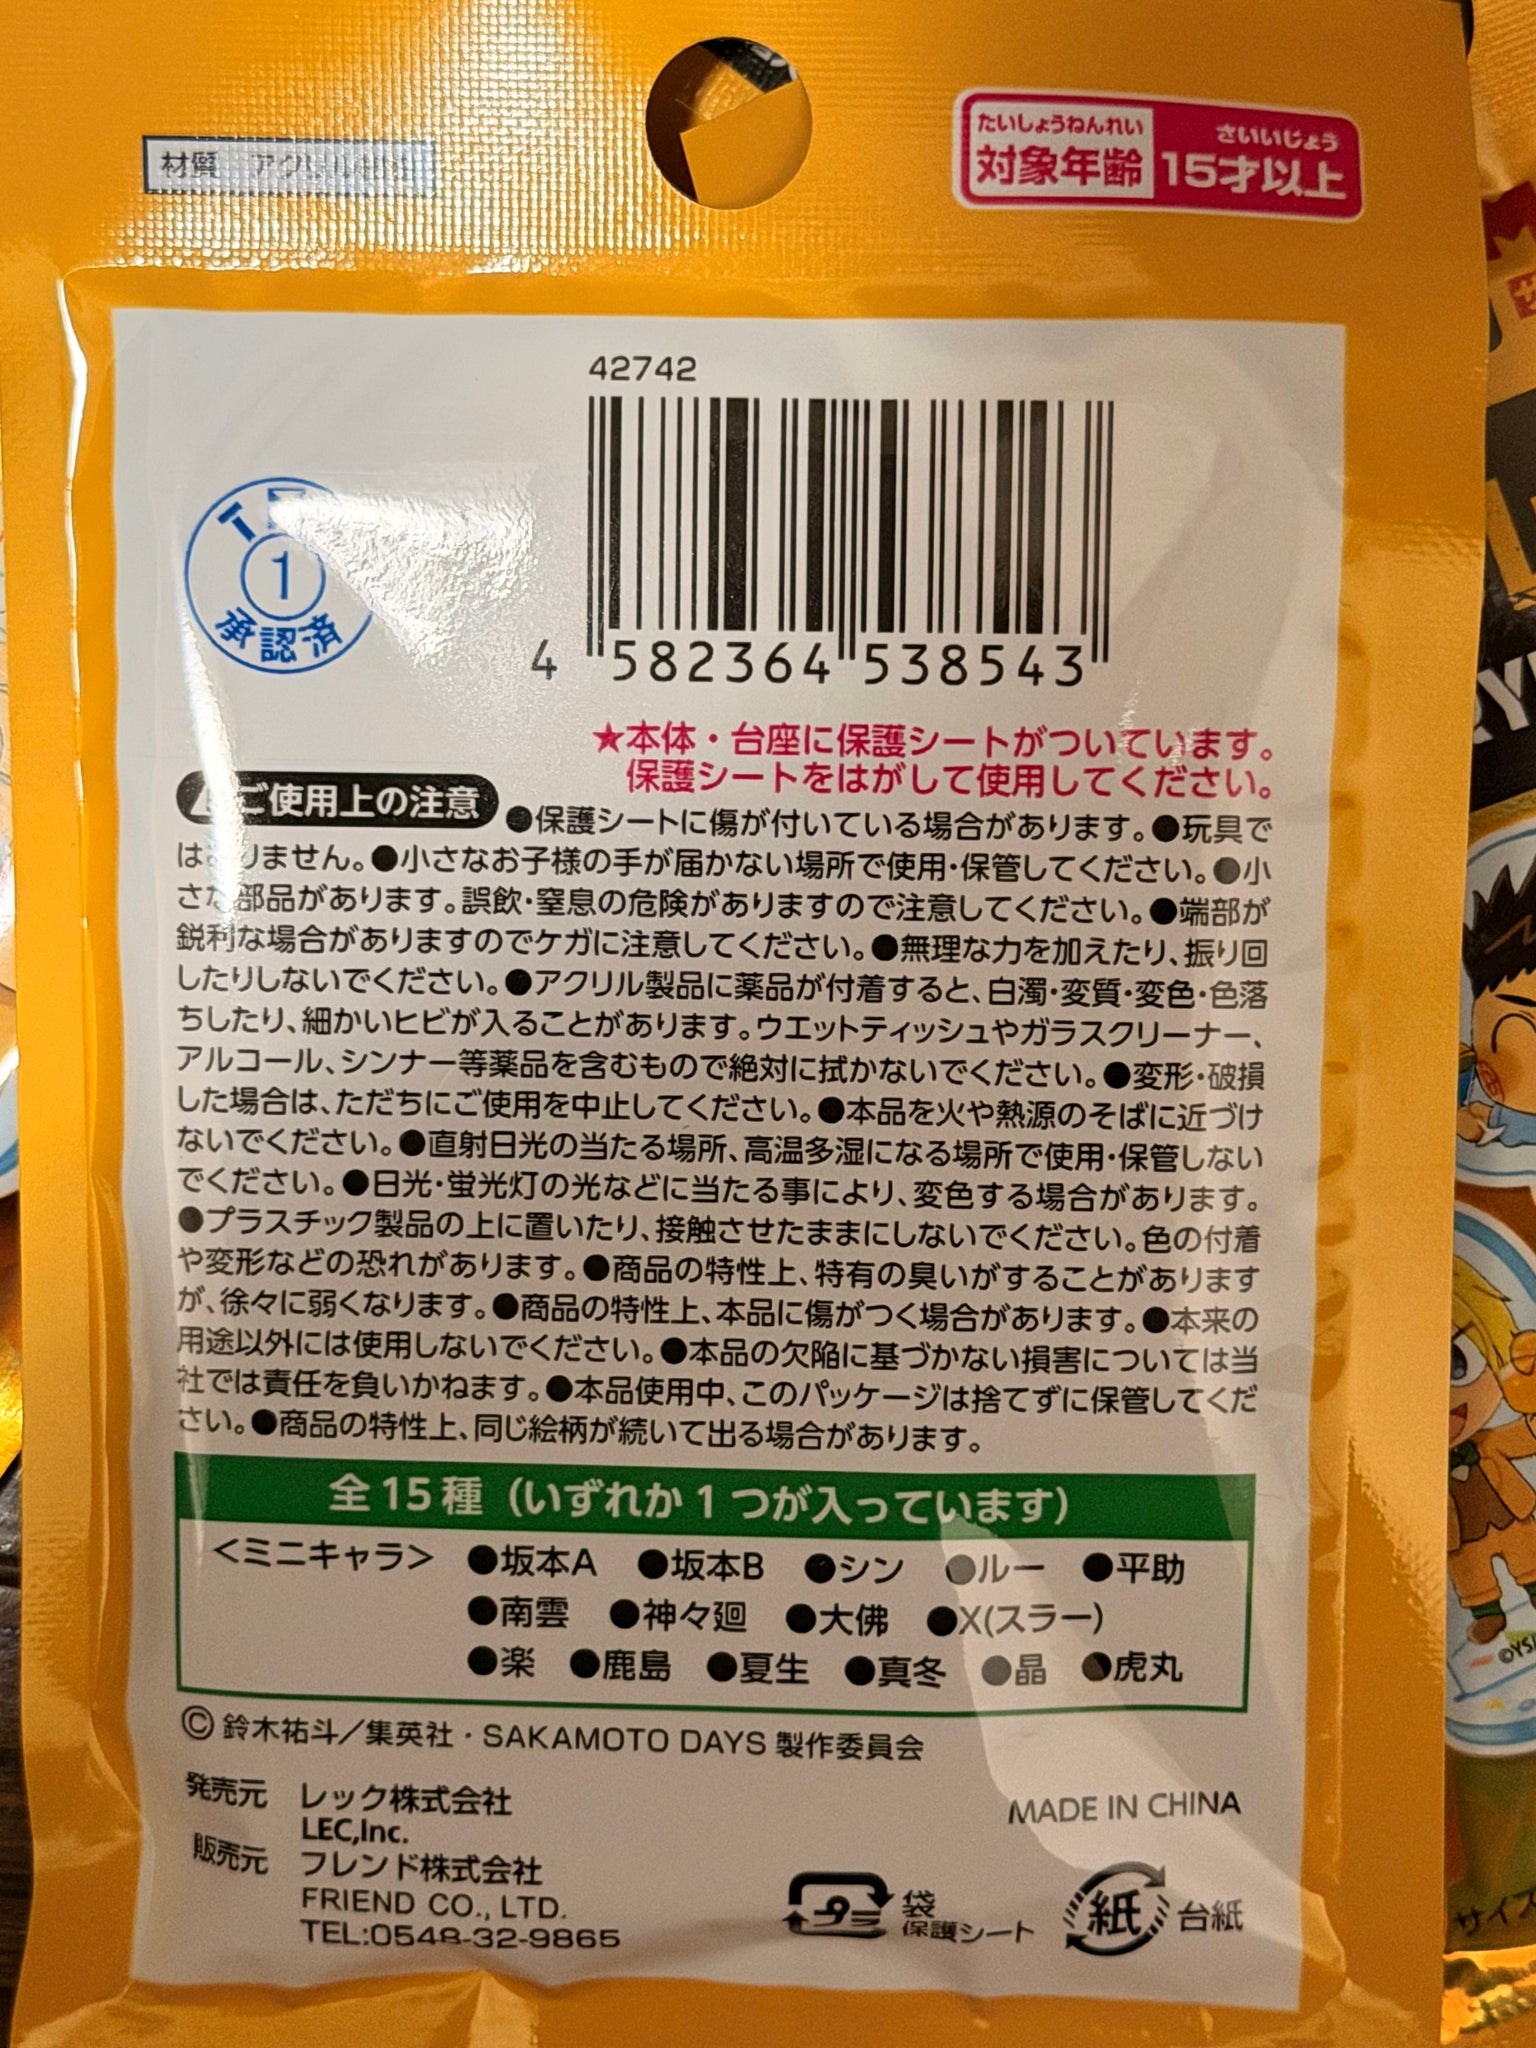 材質 アクリル
たいしょうねんれい
対象年齢
さいいじょう
15才以上
42742
1
承認済
4 582364 538543
★本体・台座に保護シートがついています。
保護シートをはがして使用してください。
ご使用上の注意 ●保護シートに傷が付いている場合があります。●玩具で
はありません。●小さなお子様の手が届かない場所で使用・保管してください。●小
さな部品があります。誤飲・窒息の危険がありますので注意してください。●端部が
鋭利な場合がありますのでケガに注意してください。●無理な力を加えたり、振り回
したりしないでください。●アクリル製品に薬品が付着すると、白濁・変質・変色・色落
ちしたり、細かいヒビが入ることがあります。ウエットティッシュやガラスクリーナー、
アルコール、シンナー等薬品を含むもので絶対に拭かないでください。●変形・破損
した場合は、ただちにご使用を中止してください。●本品を火や熱源のそばに近づけ
ないでください。●直射日光の当たる場所、高温多湿になる場所で使用・保管しない
でください。●日光・蛍光灯の光などに当たる事により、変色する場合があります。
●プラスチック製品の上に置いたり、接触させたままにしないでください。色の付着
や変形などの恐れがあります。●商品の特性上、特有の臭いがすることがあります
が、徐々に弱くなります。●商品の特性上、本品に傷がつく場合があります。●本来の
用途以外には使用しないでください。●本品の欠陥に基づかない損害については当
社では責任を負いかねます。●本品使用中、このパッケージは捨てずに保管してくだ
さい。●商品の特性上、同じ絵柄が続いて出る場合があります。
全15種（いずれか1つが入っています）
<ミニキャラ> ●坂本A ●坂本B ●シン ●ルー ●平助
●南雲 ●神々廻 ●大佛 ●X(スラー)
●楽 ●鹿島 ●夏生 ●真冬 ●晶 ●虎丸
©鈴木祐斗／集英社・SAKAMOTO DAYS 製作委員会
発売元 レック株式会社
LEC,Inc.
販売元 フレンド株式会社
FRIEND CO., LTD.
TEL:0548-32-9865
MADE IN CHINA
袋
保護シート
紙 台紙
サイズ